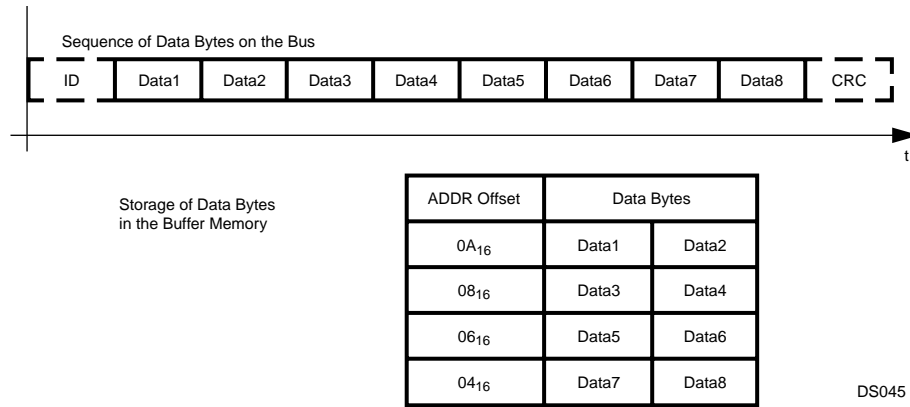 Sequence of Data Bytes on the Bus
ID Data1 Data2 Data3 Data4 Data5 Data6 Data7 Data8 CRC
t
Storage of Data Bytes
in the Buffer Memory
ADDR Offset Data Bytes
0A16 Data1 Data2
0816 Data3 Data4
0616 Data5 Data6
0416 Data7 Data8
DS045